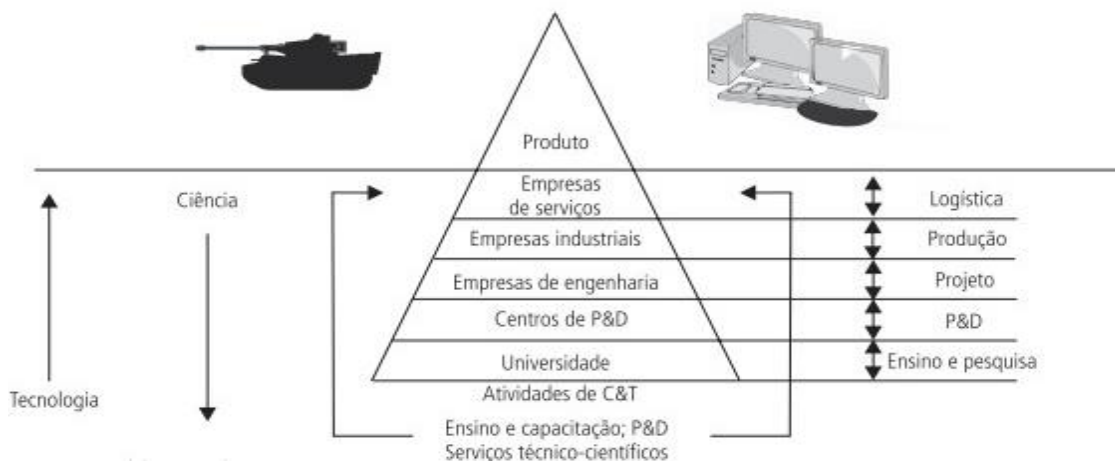 Produto
Ciência
Empresas
de serviços
Logística
Empresas industriais
Produção
Empresas de engenharia
Projeto
Centros de P&D
P&D
Universidade
Ensino e pesquisa
Tecnologia
Atividades de C&T
Ensino e capacitação; P&D
Serviços técnico-científicos